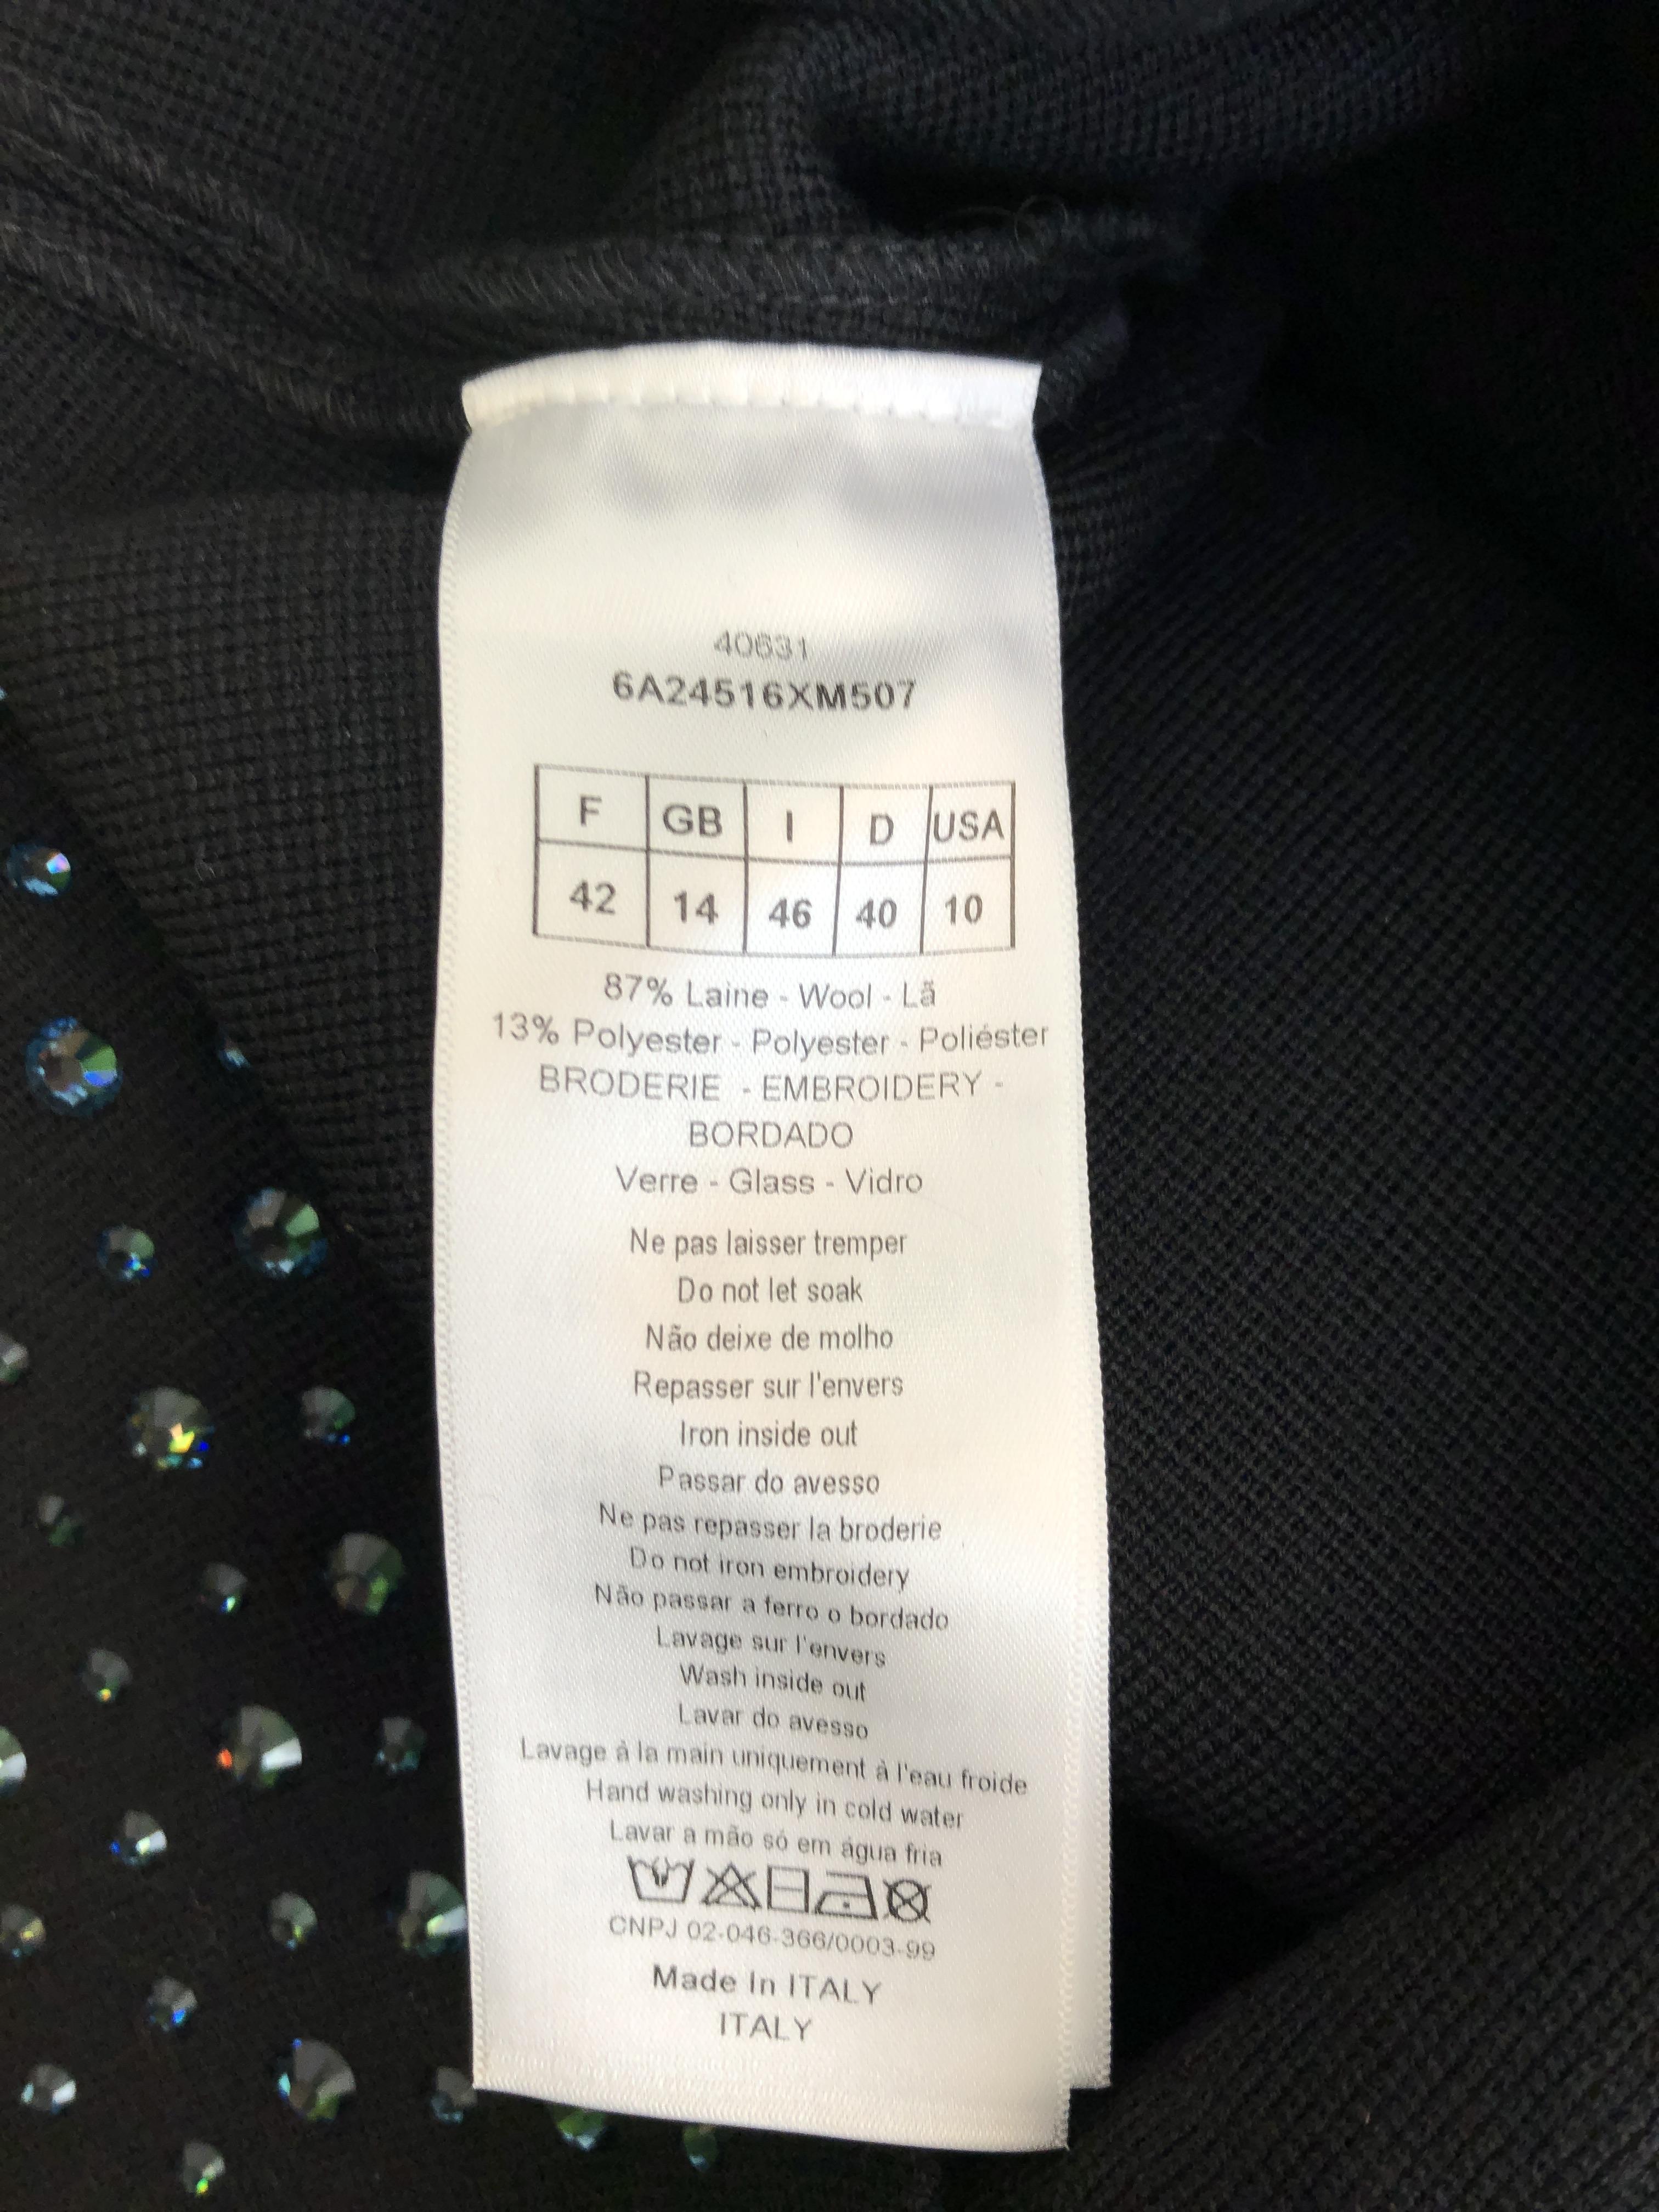 40631
6A24516XM507
F GB I D USA
42 14 46 40 10
87% Laine - Wool - Lã
13% Polyester - Polyester - Poliéster
BRODERIE - EMBROIDERY -
BORDADO
Verre - Glass - Vidro
Ne pas laisser tremper
Do not let soak
Não deixe de molho
Repasser sur l'envers
Iron inside out
Passar do avesso
Ne pas repasser la broderie
Do not iron embroidery
Não passar a ferro o bordado
Lavage sur l'envers
Wash inside out
Lavar do avesso
Lavage à la main uniquement à l'eau froide
Hand washing only in cold water
Lavar a mão só em água fria
CNPJ 02-046-366/0003-99
Made In ITALY
ITALY